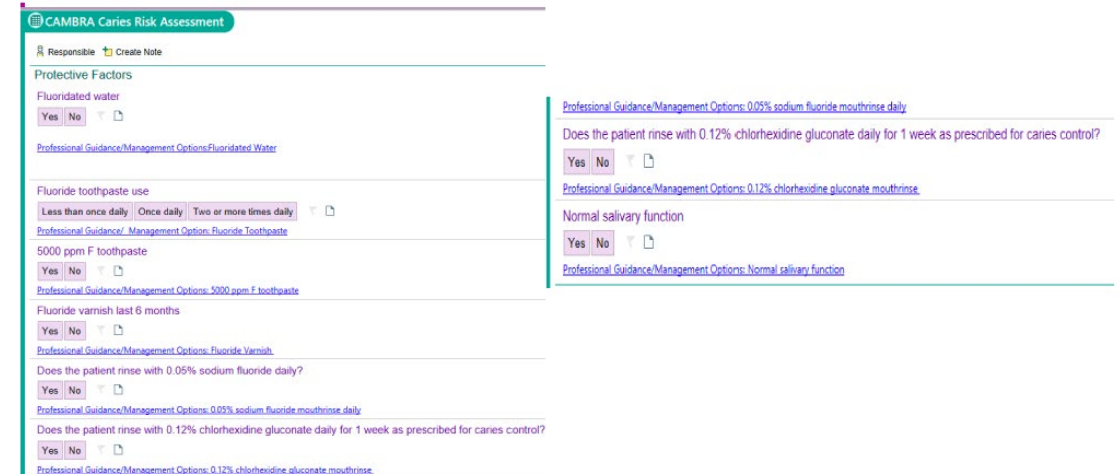 CAMBRA Caries Risk Assessment
Responsible Create Note
Protective Factors
Fluoridated water
Yes No
Professional Guidance/Management Options:Fluoridated Water
Fluoride toothpaste use
Less than once daily Once daily Two or more times daily
Professional Guidance/ Management Option: Fluoride Toothpaste
5000 ppm F toothpaste
Yes No
Professional Guidance/Management Options: 5000 ppm F toothpaste
Fluoride varnish last 6 months
Yes No
Professional Guidance/Management Options: Fluoride Varnish
Does the patient rinse with 0.05% sodium fluoride daily?
Yes No
Professional Guidance/Management Options: 0.05% sodium fluoride mouthrinse daily
Does the patient rinse with 0.12% chlorhexidine gluconate daily for 1 week as prescribed for caries control?
Yes No
Professional Guidance/Management Options: 0.12% chlorhexidine gluconate mouthrinse
Professional Guidance/Management Options: 0.05% sodium fluoride mouthrinse daily
Does the patient rinse with 0.12% chlorhexidine gluconate daily for 1 week as prescribed for caries control?
Yes No
Professional Guidance/Management Options: 0.12% chlorhexidine gluconate mouthrinse
Normal salivary function
Yes No
Professional Guidance/Management Options: Normal salivary function